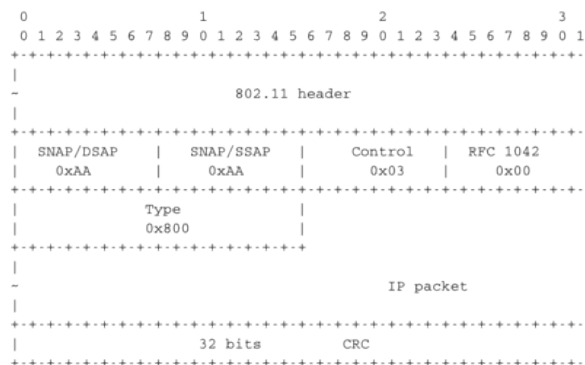 0 1 2 3
0 1 2 3 4 5 6 7 8 9 0 1 2 3 4 5 6 7 8 9 0 1 2 3 4 5 6 7 8 9 0 1
+-+-+-+-+-+-+-+-+-+-+-+-+-+-+-+-+-+-+-+-+-+-+-+-+-+-+-+-+-+-+-+-
|
~ 802.11 header
|
+-+-+-+-+-+-+-+-+-+-+-+-+-+-+-+-+-+-+-+-+-+-+-+-+-+-+-+-+-+-+-+-
| SNAP/DSAP | SNAP/SSAP | Control | RFC 1042
| 0xAA | 0xAA | 0x03 | 0x00
+-+-+-+-+-+-+-+-+-+-+-+-+-+-+-+-+-+-+-+-+-+-+-+-+-+-+-+-+-+-+-+-
| Type |
| 0x800 |
+-+-+-+-+-+-+-+-+-+-+-+-+-+-+-+-+
|
~ IP packet
|
+-+-+-+-+-+-+-+-+-+-+-+-+-+-+-+-+-+-+-+-+-+-+-+-+-+-+-+-+-+-+-+-
| 32 bits CRC
+-+-+-+-+-+-+-+-+-+-+-+-+-+-+-+-+-+-+-+-+-+-+-+-+-+-+-+-+-+-+-+-